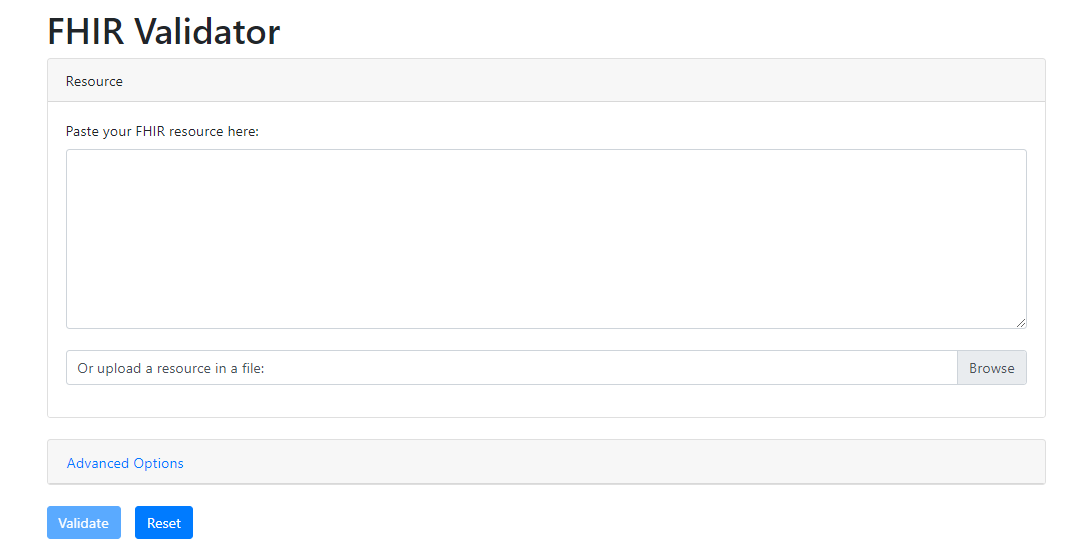 FHIR Validator
Resource
Paste your FHIR resource here:
Or upload a resource in a file:
Browse
Advanced Options
Validate
Reset